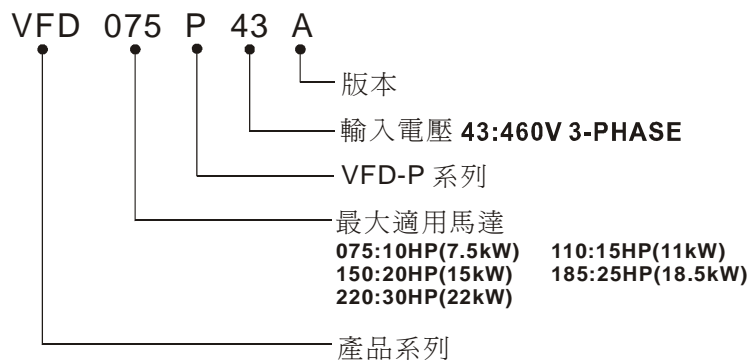 VFD 075 P 43 A
版本
輸入電壓 43:460V 3-PHASE
VFD-P 系列
最大適用馬達
075:10HP(7.5kW) 110:15HP(11kW)
150:20HP(15kW) 185:25HP(18.5kW)
220:30HP(22kW)
產品系列